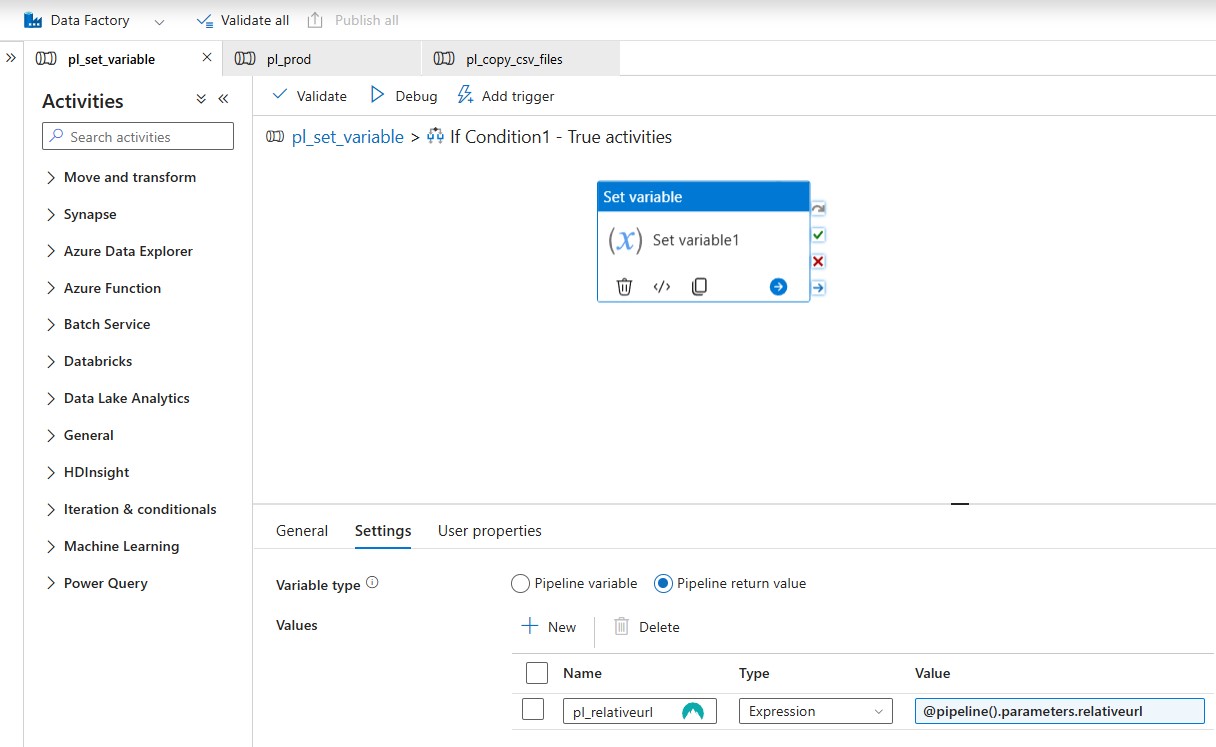 Data Factory
Validate all
Publish all
pl_set_variable
pl_prod
pl_copy_csv_files
Activities
Search activities
Move and transform
Synapse
Azure Data Explorer
Azure Function
Batch Service
Databricks
Data Lake Analytics
General
HDInsight
Iteration & conditionals
Machine Learning
Power Query
Validate
Debug
Add trigger
pl_set_variable > If Condition1 - True activities
Set variable
(x) Set variable1
General
Settings
User properties
Variable type
Pipeline variable
Pipeline return value
Values
New
Delete
Name
Type
Value
pl_relativeurl
Expression
@pipeline().parameters.relativeurl